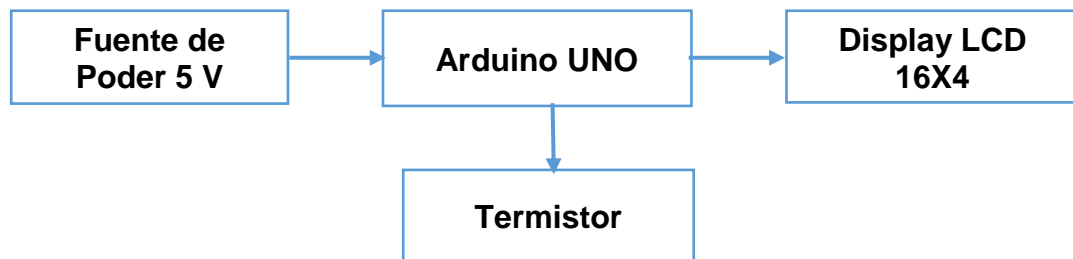 Fuente de
Poder 5 V
Arduino UNO
Display LCD
16X4
Termistor